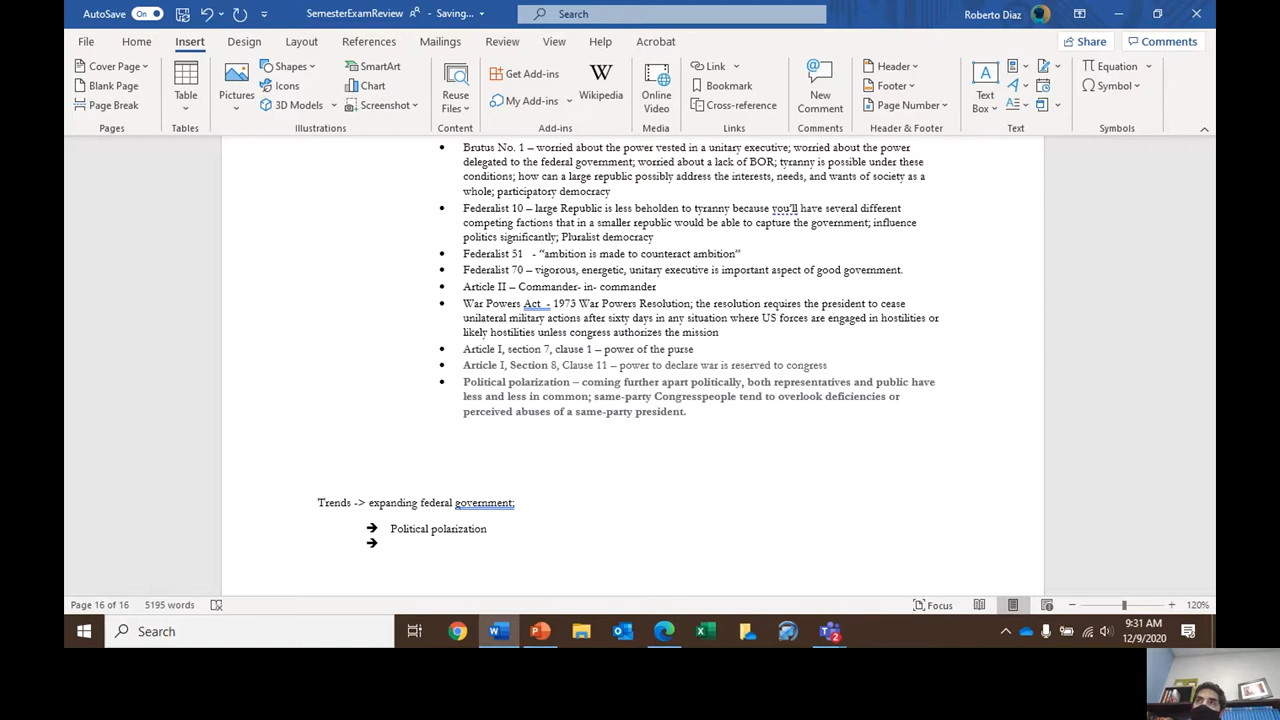 AutoSave On SemesterExamReview - Saving... Search Roberto Diaz
File Home Insert Design Layout References Mailings Review View Help Acrobat Share Comments
Cover Page
Blank Page
Page Break
Pages
Table
Tables
Pictures
Shapes
Icons
3D Models
SmartArt
Chart
Screenshot
Illustrations
Reuse
Files
Content
Get Add-ins
My Add-ins
Wikipedia
Add-ins
Online
Video
Media
Link
Bookmark
Cross-reference
Links
New
Comment
Comments
Header
Footer
Page Number
Header & Footer
Text
Box
Text
Equation
Symbol
Symbols
• Brutus No. 1 – worried about the power vested in a unitary executive; worried about the power
delegated to the federal government; worried about a lack of BOR; tyranny is possible under these
conditions; how can a large republic possibly address the interests, needs, and wants of society as a
whole; participatory democracy
• Federalist 10 – large Republic is less beholden to tyranny because you'll have several different
competing factions that in a smaller republic would be able to capture the government; influence
politics significantly; Pluralist democracy
• Federalist 51 - “ambition is made to counteract ambition”
• Federalist 70 – vigorous, energetic, unitary executive is important aspect of good government.
• Article II – Commander- in- commander
• War Powers Act - 1973 War Powers Resolution; the resolution requires the president to cease
unilateral military actions after sixty days in any situation where US forces are engaged in hostilities or
likely hostilities unless congress authorizes the mission
• Article I, section 7, clause 1 – power of the purse
• Article I, Section 8, Clause 11 – power to declare war is reserved to congress
• Political polarization – coming further apart politically, both representatives and public have
less and less in common; same-party Congresspeople tend to overlook deficiencies or
perceived abuses of a same-party president.
Trends -> expanding federal government;
➔ Political polarization
➔
Page 16 of 16 5195 words Focus 120%
Search
9:31 AM
12/9/2020